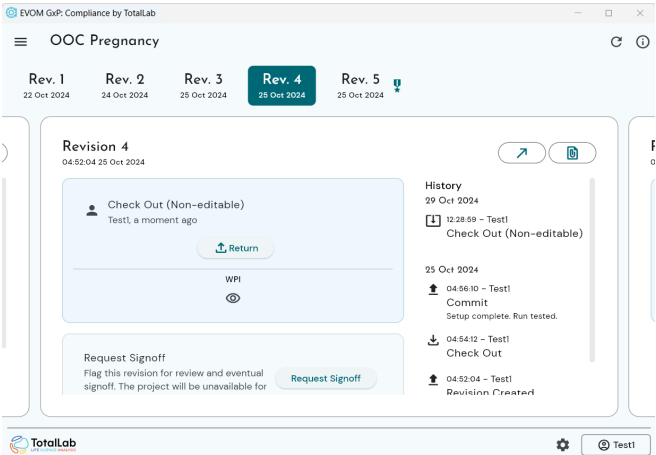 EVOM GxP: Compliance by TotalLab
OOC Pregnancy
Rev. 1
22 Oct 2024
Rev. 2
24 Oct 2024
Rev. 3
25 Oct 2024
Rev. 4
25 Oct 2024
Rev. 5
25 Oct 2024
Revision 4
04:52:04 25 Oct 2024
Check Out (Non-editable)
Test1, a moment ago
Return
WPI
Request Signoff
Flag this revision for review and eventual
signoff. The project will be unavailable for
Request Signoff
History
29 Oct 2024
12:28:59 - Test1
Check Out (Non-editable)
25 Oct 2024
04:56:10 - Test1
Commit
Setup complete. Run tested.
04:54:12 - Test1
Check Out
04:52:04 - Test1
Revision Created
TotalLab
LIFE SCIENCE ANALYSIS
Test1